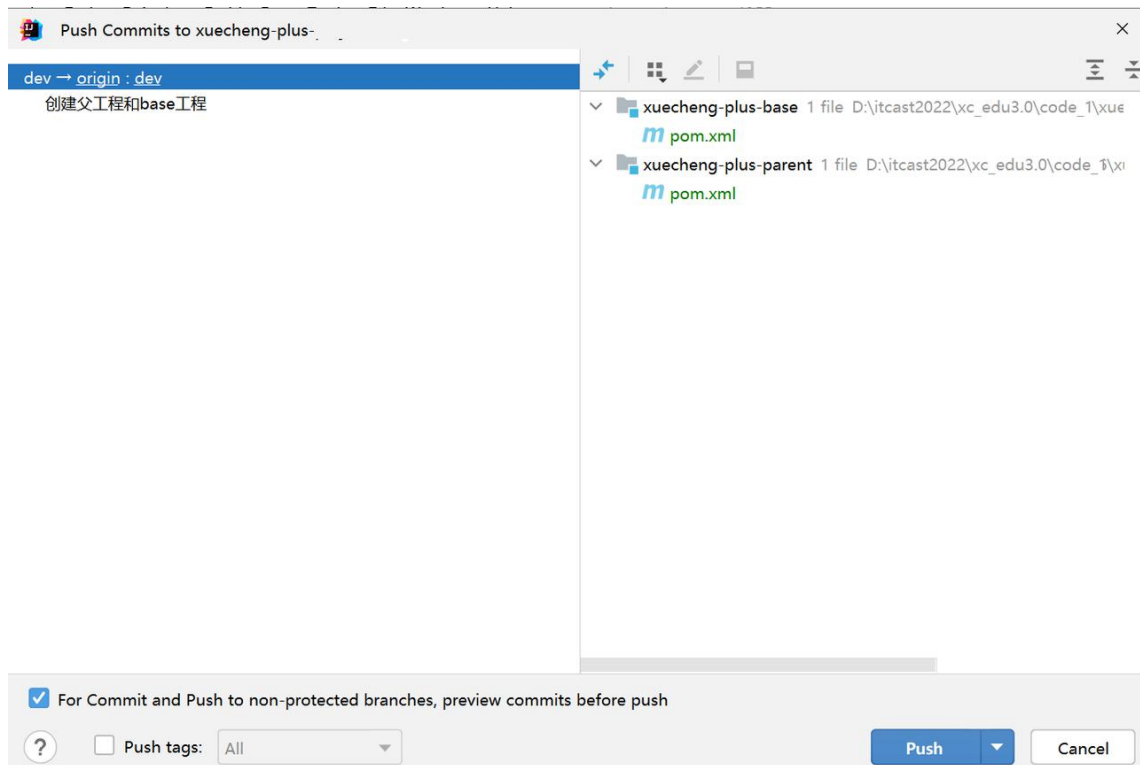 Push Commits to xuecheng-plus-
dev → origin : dev
创建父工程和base工程
xuecheng-plus-base 1 file D:\itcast2022\xc_edu3.0\code_1\xue
pom.xml
xuecheng-plus-parent 1 file D:\itcast2022\xc_edu3.0\code_1\x
pom.xml
For Commit and Push to non-protected branches, preview commits before push
? Push tags: All Push Cancel